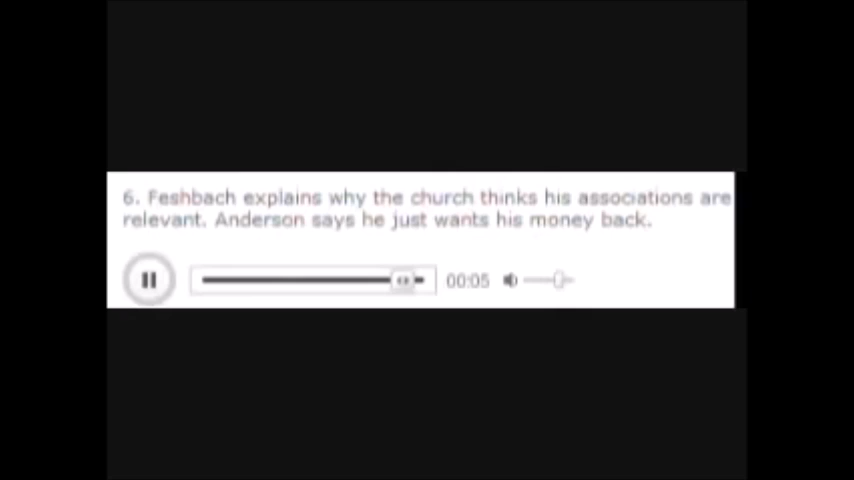 6. Feshbach explains why the church thinks his associations are
relevant. Anderson says he just wants his money back.
00:05